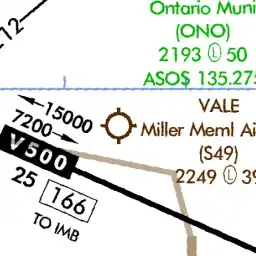 212
Ontario Muni
(ONO)
2193 Ⓛ 50
ASOS 135.275
15000
7200
V500
25
166
TO IMB
VALE
Miller Meml Ai
(S49)
2249 Ⓛ 39